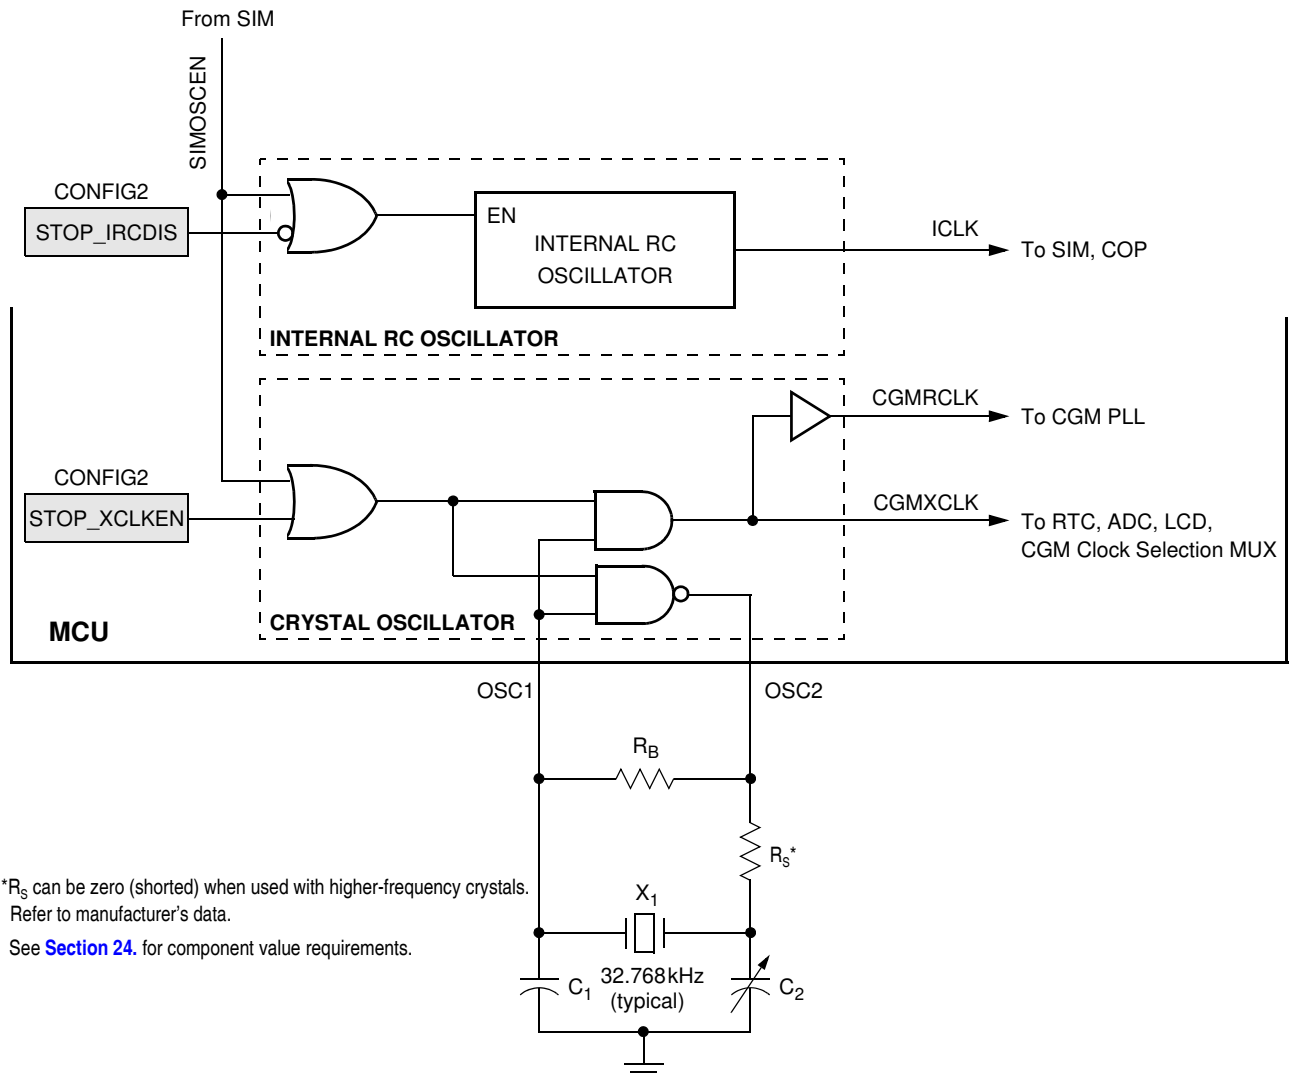 From SIM
SIMOSCEN
CONFIG2
STOP_IRCDIS
EN
INTERNAL RC
OSCILLATOR
ICLK
To SIM, COP
INTERNAL RC OSCILLATOR
CGMRCLK
To CGM PLL
CONFIG2
STOP_XCLKEN
CGMXCLK
To RTC, ADC, LCD,
CGM Clock Selection MUX
CRYSTAL OSCILLATOR
MCU
OSC1
OSC2
RB
RS*
*RS can be zero (shorted) when used with higher-frequency crystals.
Refer to manufacturer's data.
See Section 24. for component value requirements.
X1
32.768kHz
(typical)
C1
C2